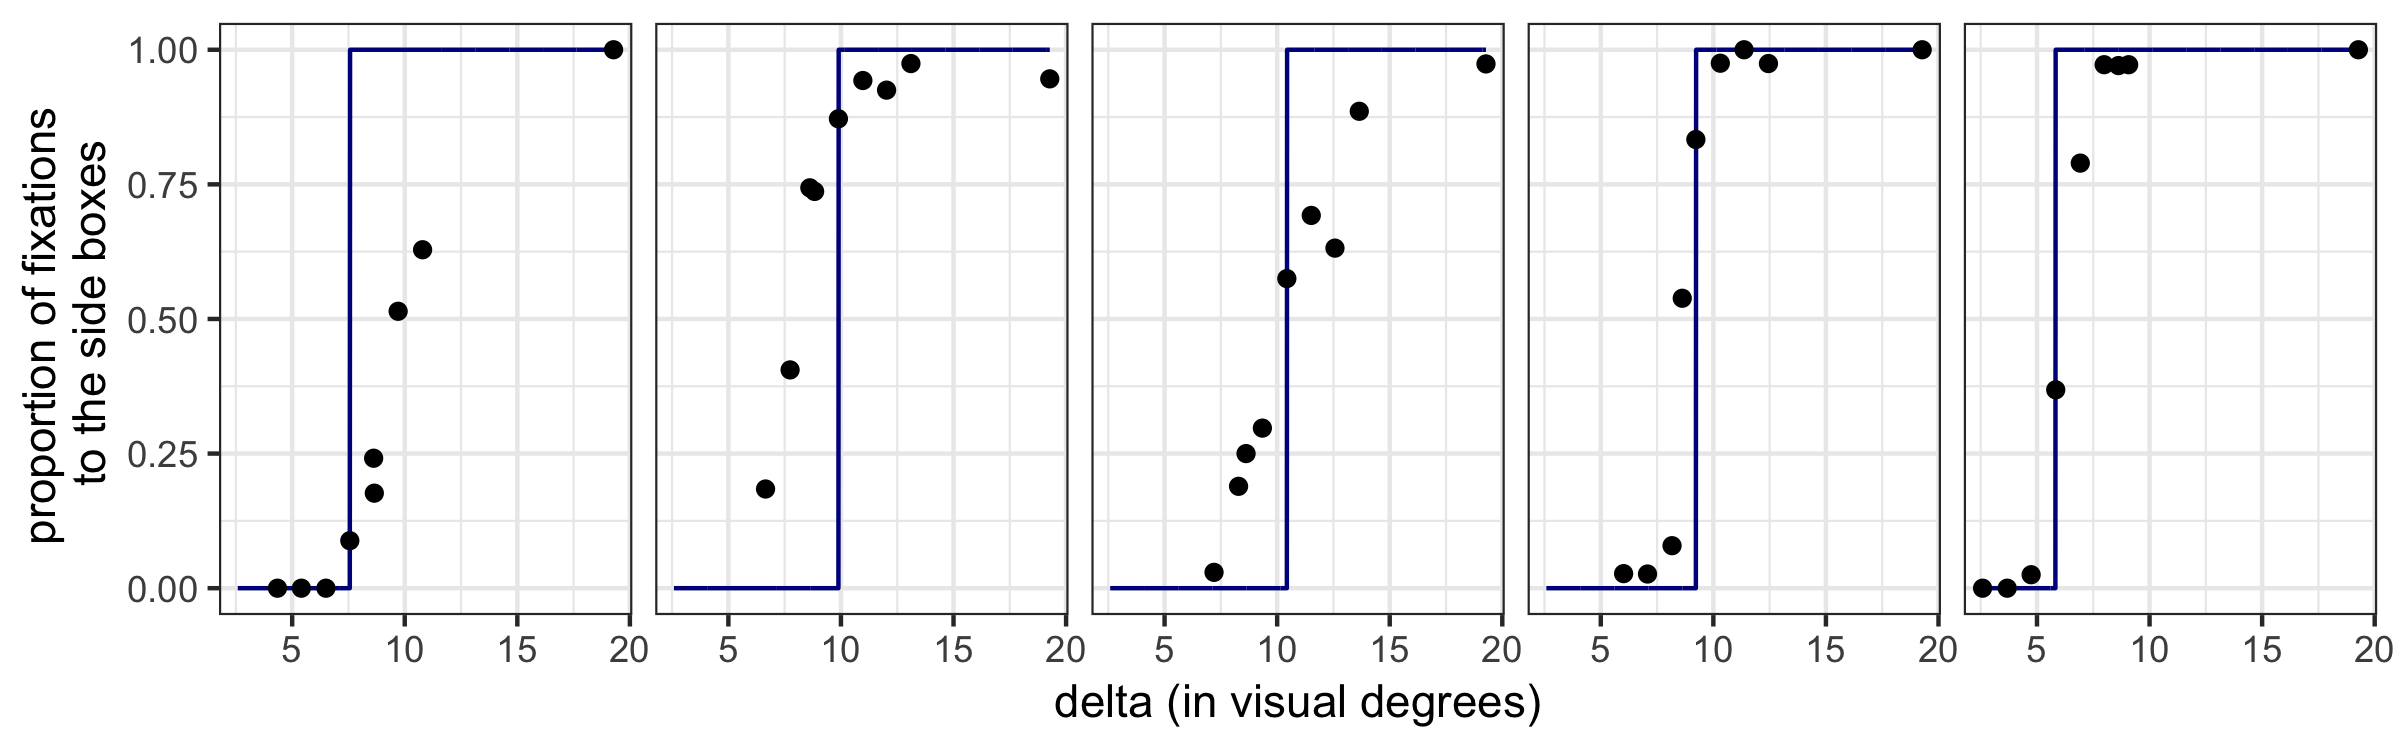 proportion of fixations
to the side boxes
1.00
0.75
0.50
0.25
0.00
5 10 15 20 5 10 15 20 5 10 15 20 5 10 15 20 5 10 15 20
delta (in visual degrees)